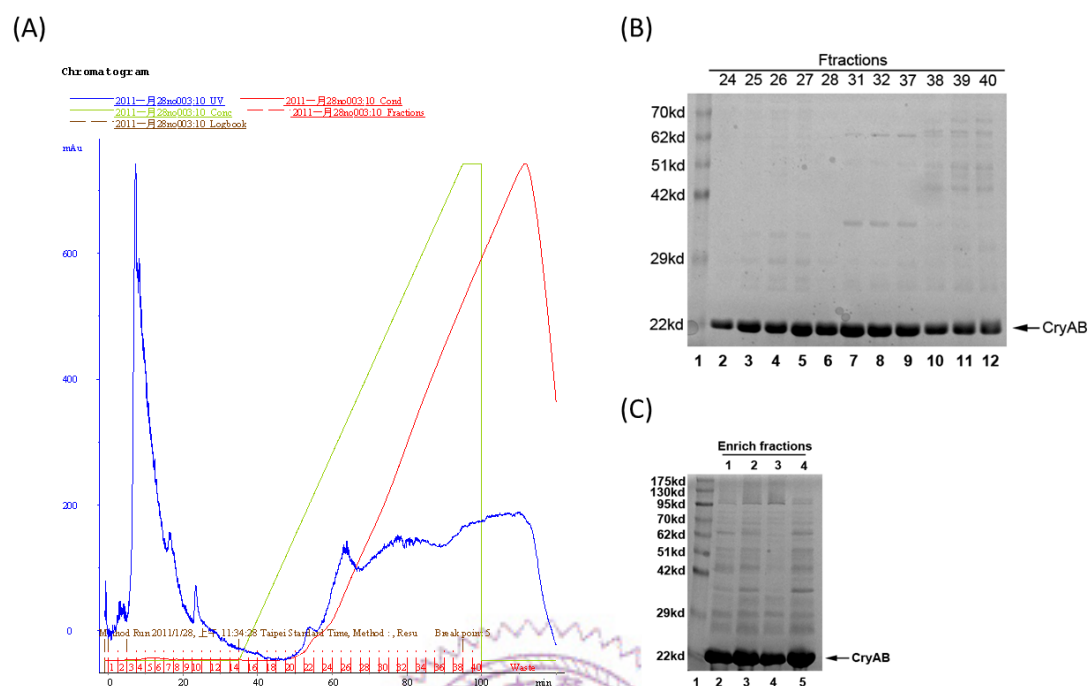 (A)
Chromatogram
2011一月28no003:10_UV
2011一月28no003:10_Cond
2011一月28no003:10_Conc
2011一月28no003:10_Fractions
2011一月28no003:10_Logbook
mAu
600
400
200
0
Method Run 2011/1/28, 上午 11:34:28 Taipei Standard Time, Method : , Resu Break point 5
1 2 3 4 5 6 7 8 9 10 12 14 16 18 20 22 24 26 28 30 32 34 36 38 40 Waste
0 20 40 60 80 100 min
(B)
Ftractions
24 25 26 27 28 31 32 37 38 39 40
70kd
62kd
51kd
42kd
29kd
22kd
CryAB
1 2 3 4 5 6 7 8 9 10 11 12
(C)
Enrich fractions
1 2 3 4
175kd
130kd
95kd
70kd
62kd
51kd
42kd
29kd
22kd
CryAB
1 2 3 4 5